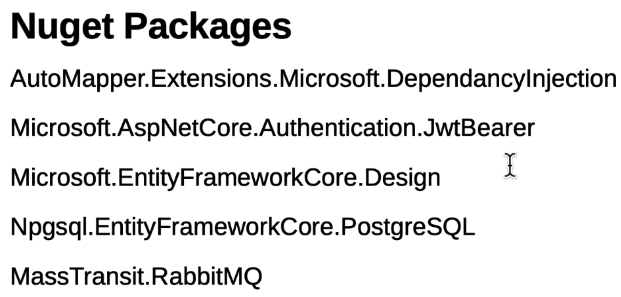 Nuget Packages
AutoMapper.Extensions.Microsoft.DependancyInjection
Microsoft.AspNetCore.Authentication.JwtBearer
Microsoft.EntityFrameworkCore.Design
Npgsql.EntityFrameworkCore.PostgreSQL
MassTransit.RabbitMQ